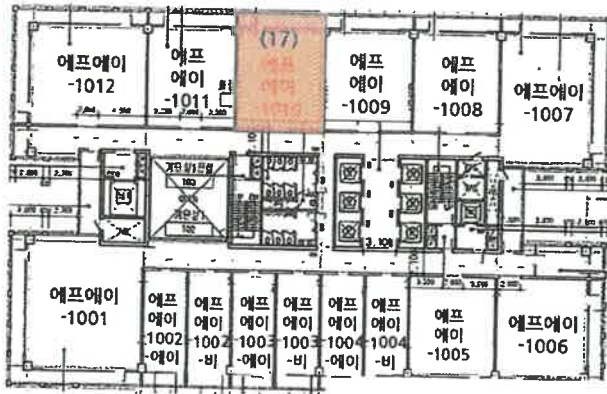 에프에이
-1012
에프
에이
-1011
(17)
에프
에이
-1010
에프
에이
-1009
에프
에이
-1008
에프에이
-1007
3,100
에프에이
-1001
에프
에이
-1002
-에이
에프
에이
-1002
-비
에프
에이
-1003
-에이
에프
에이
-1003
-비
에프
에이
-1004
-에이
에프
에이
-1004
-비
에프
에이
-1005
에프에이
-1006